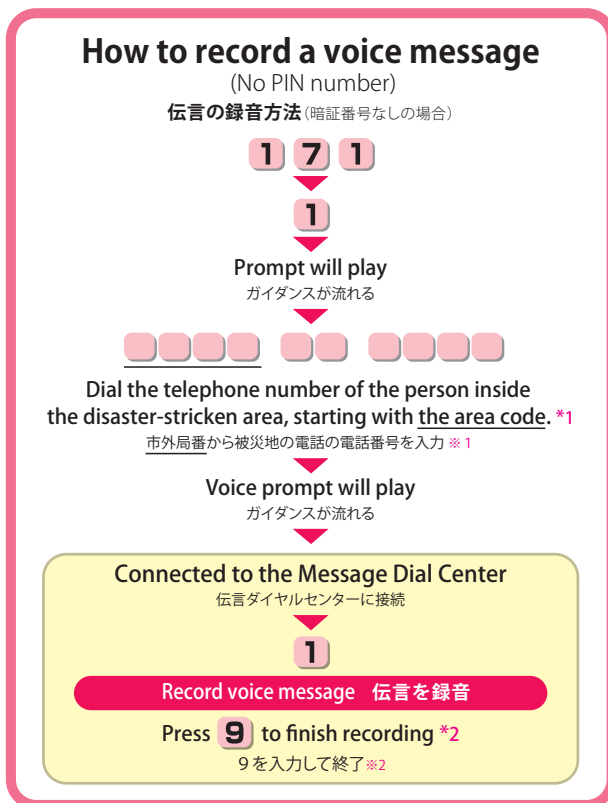 How to record a voice message
(No PIN number)
伝言の録音方法(暗証番号なしの場合)
1 7 1
1
Prompt will play
ガイダンスが流れる
Dial the telephone number of the person inside
the disaster-stricken area, starting with the area code. *1
市外局番から被災地の電話の電話番号を入力 ※1
Voice prompt will play
ガイダンスが流れる
Connected to the Message Dial Center
伝言ダイヤルセンターに接続
1
Record voice message 伝言を録音
Press 9 to finish recording *2
9を入力して終了※2